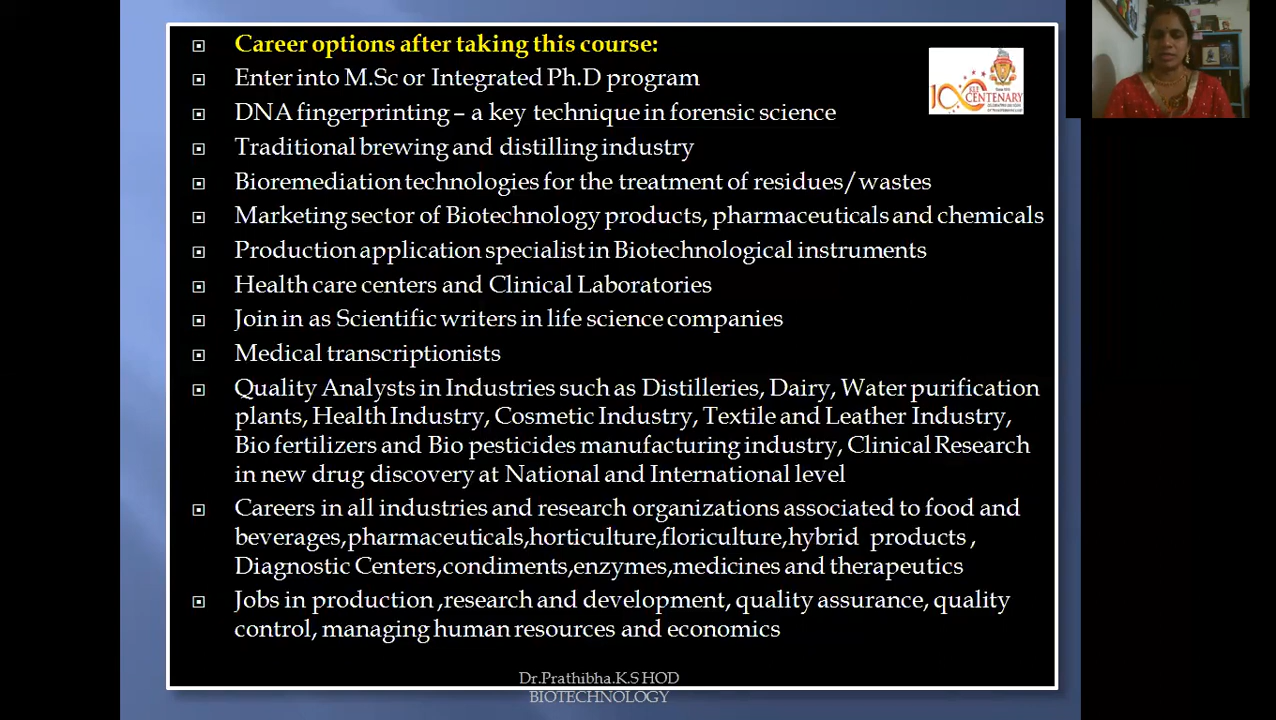 Career options after taking this course:
Enter into M.Sc or Integrated Ph.D program
DNA fingerprinting – a key technique in forensic science
Traditional brewing and distilling industry
Bioremediation technologies for the treatment of residues/wastes
Marketing sector of Biotechnology products, pharmaceuticals and chemicals
Production application specialist in Biotechnological instruments
Health care centers and Clinical Laboratories
Join in as Scientific writers in life science companies
Medical transcriptionists
Quality Analysts in Industries such as Distilleries, Dairy, Water purification
plants, Health Industry, Cosmetic Industry, Textile and Leather Industry,
Bio fertilizers and Bio pesticides manufacturing industry, Clinical Research
in new drug discovery at National and International level
Careers in all industries and research organizations associated to food and
beverages,pharmaceuticals,horticulture,floriculture,hybrid products ,
Diagnostic Centers,condiments,enzymes,medicines and therapeutics
Jobs in production ,research and development, quality assurance, quality
control, managing human resources and economics
KLE
CENTENARY
Dr.Prathibha.K.S HOD
BIOTECHNOLOGY